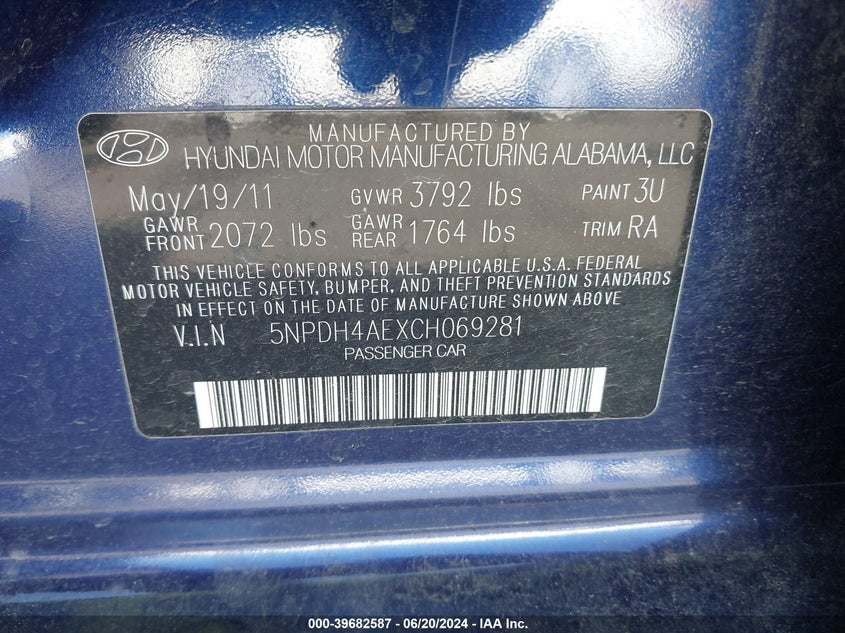 MANUFACTURED BY
HYUNDAI MOTOR MANUFACTURING ALABAMA, LLC
May/19/11 GVWR 3792 lbs PAINT 3U
GAWR FRONT 2072 lbs GAWR REAR 1764 lbs TRIM RA
THIS VEHICLE CONFORMS TO ALL APPLICABLE U.S.A. FEDERAL
MOTOR VEHICLE SAFETY, BUMPER, AND THEFT PREVENTION STANDARDS
IN EFFECT ON THE DATE OF MANUFACTURE SHOWN ABOVE
V.I.N 5NPDH4AEXCH069281
PASSENGER CAR
000-39682587 - 06/20/2024 - IAA Inc.